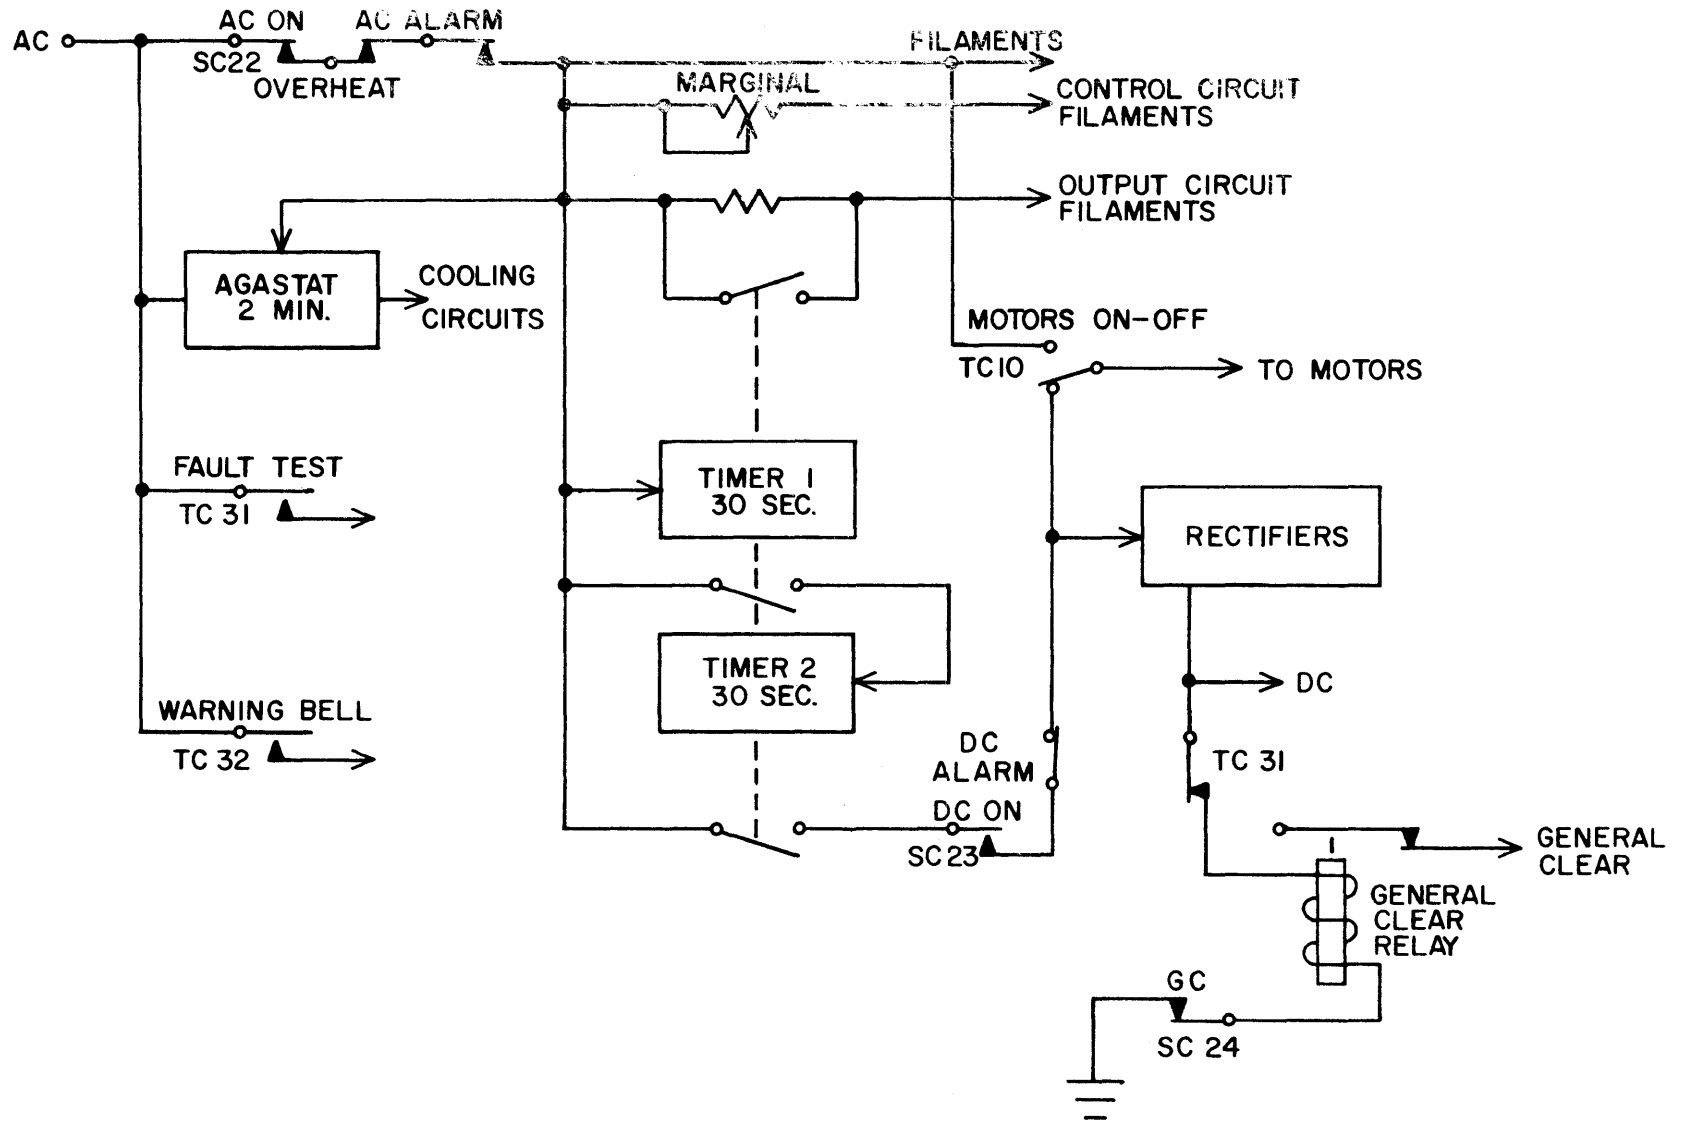 AC
AC ON
AC ALARM
SC22
OVERHEAT
FILAMENTS
MARGINAL
CONTROL CIRCUIT
FILAMENTS
OUTPUT CIRCUIT
FILAMENTS
AGASTAT
2 MIN.
COOLING
CIRCUITS
MOTORS ON-OFF
TC10
TO MOTORS
FAULT TEST
TC 31
TIMER 1
30 SEC.
RECTIFIERS
TIMER 2
30 SEC.
DC
WARNING BELL
TC 32
DC
ALARM
TC 31
DC ON
SC23
GENERAL
CLEAR
GENERAL
CLEAR
RELAY
GC
SC 24